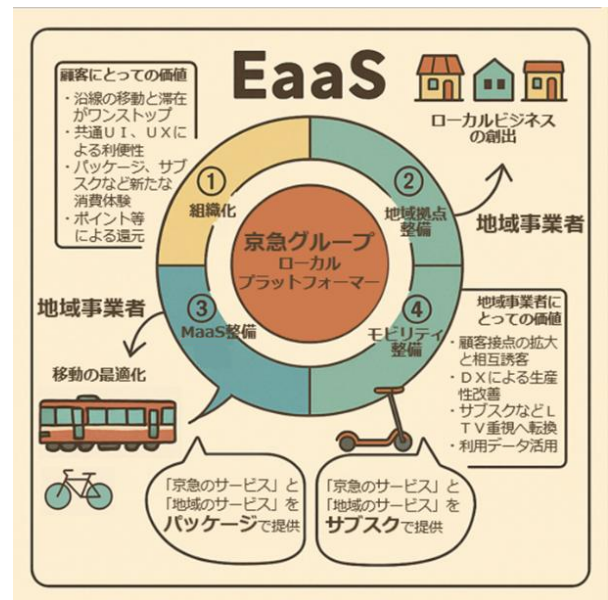 EaaS
顧客にとっての価値
・沿線の移動と滞在
がワンストップ
・共通ＵＩ、ＵＸに
よる利便性
・パッケージ、サブ
スクなど新たな
消費体験
・ポイント等
による還元
ローカルビジネス
の創出
地域事業者
①
組織化
②
地域拠点
整備
京急グループ
ローカル
プラットフォーマー
③
MaaS整備
④
モビリティ
整備
地域事業者
移動の最適化
地域事業者に
とっての価値
・顧客接点の拡大
と相互誘客
・ＤＸによる生産
性改善
・サブスクなどＬ
ＴＶ重視へ転換
・利用データ活用
「京急のサービス」と
「地域のサービス」を
パッケージで提供
「京急のサービス」と
「地域のサービス」を
サブスクで提供